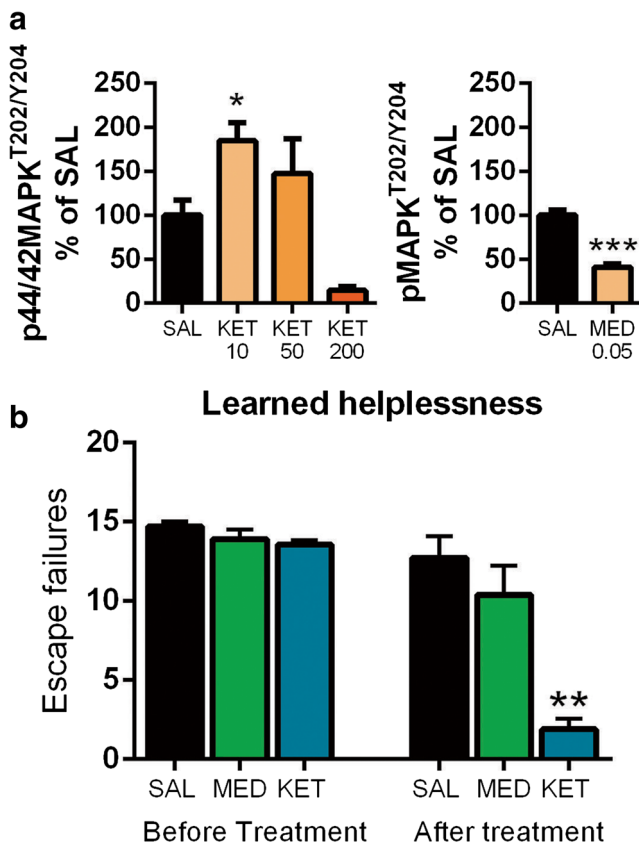 a
p44/42MAPK^T202/Y204
% of SAL
250
200
150
100
50
0
*
SAL KET KET KET
10 50 200
pMAPK^T202/Y204
% of SAL
250
200
150
100
50
0
***
SAL MED
0.05
b
Learned helplessness
Escape failures
20
15
10
5
0
**
SAL MED KET SAL MED KET
Before Treatment After treatment